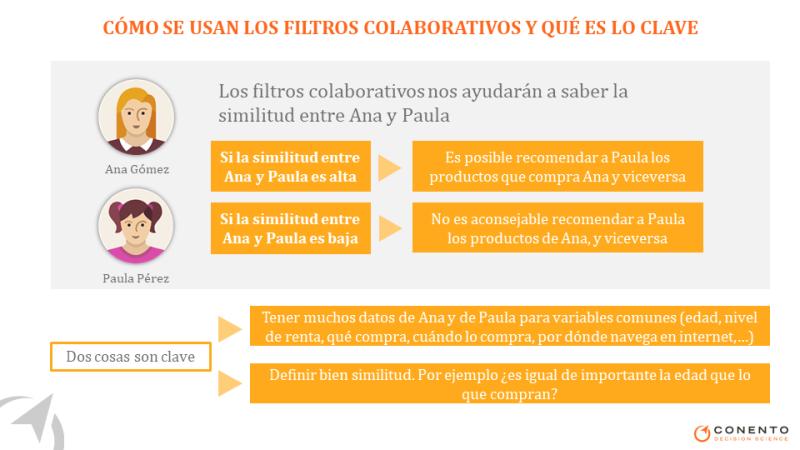 CÓMO SE USAN LOS FILTROS COLABORATIVOS Y QUÉ ES LO CLAVE
Los filtros colaborativos nos ayudarán a saber la
similitud entre Ana y Paula
Ana Gómez
Si la similitud entre
Ana y Paula es alta
Es posible recomendar a Paula los
productos que compra Ana y viceversa
Si la similitud entre
Ana y Paula es baja
No es aconsejable recomendar a Paula
los productos de Ana, y viceversa
Paula Pérez
Dos cosas son clave
Tener muchos datos de Ana y de Paula para variables comunes (edad, nivel
de renta, qué compra, cuándo lo compra, por dónde navega en internet,...)
Definir bien similitud. Por ejemplo ¿es igual de importante la edad que lo
que compran?
CONENTO
DECISION SCIENCE